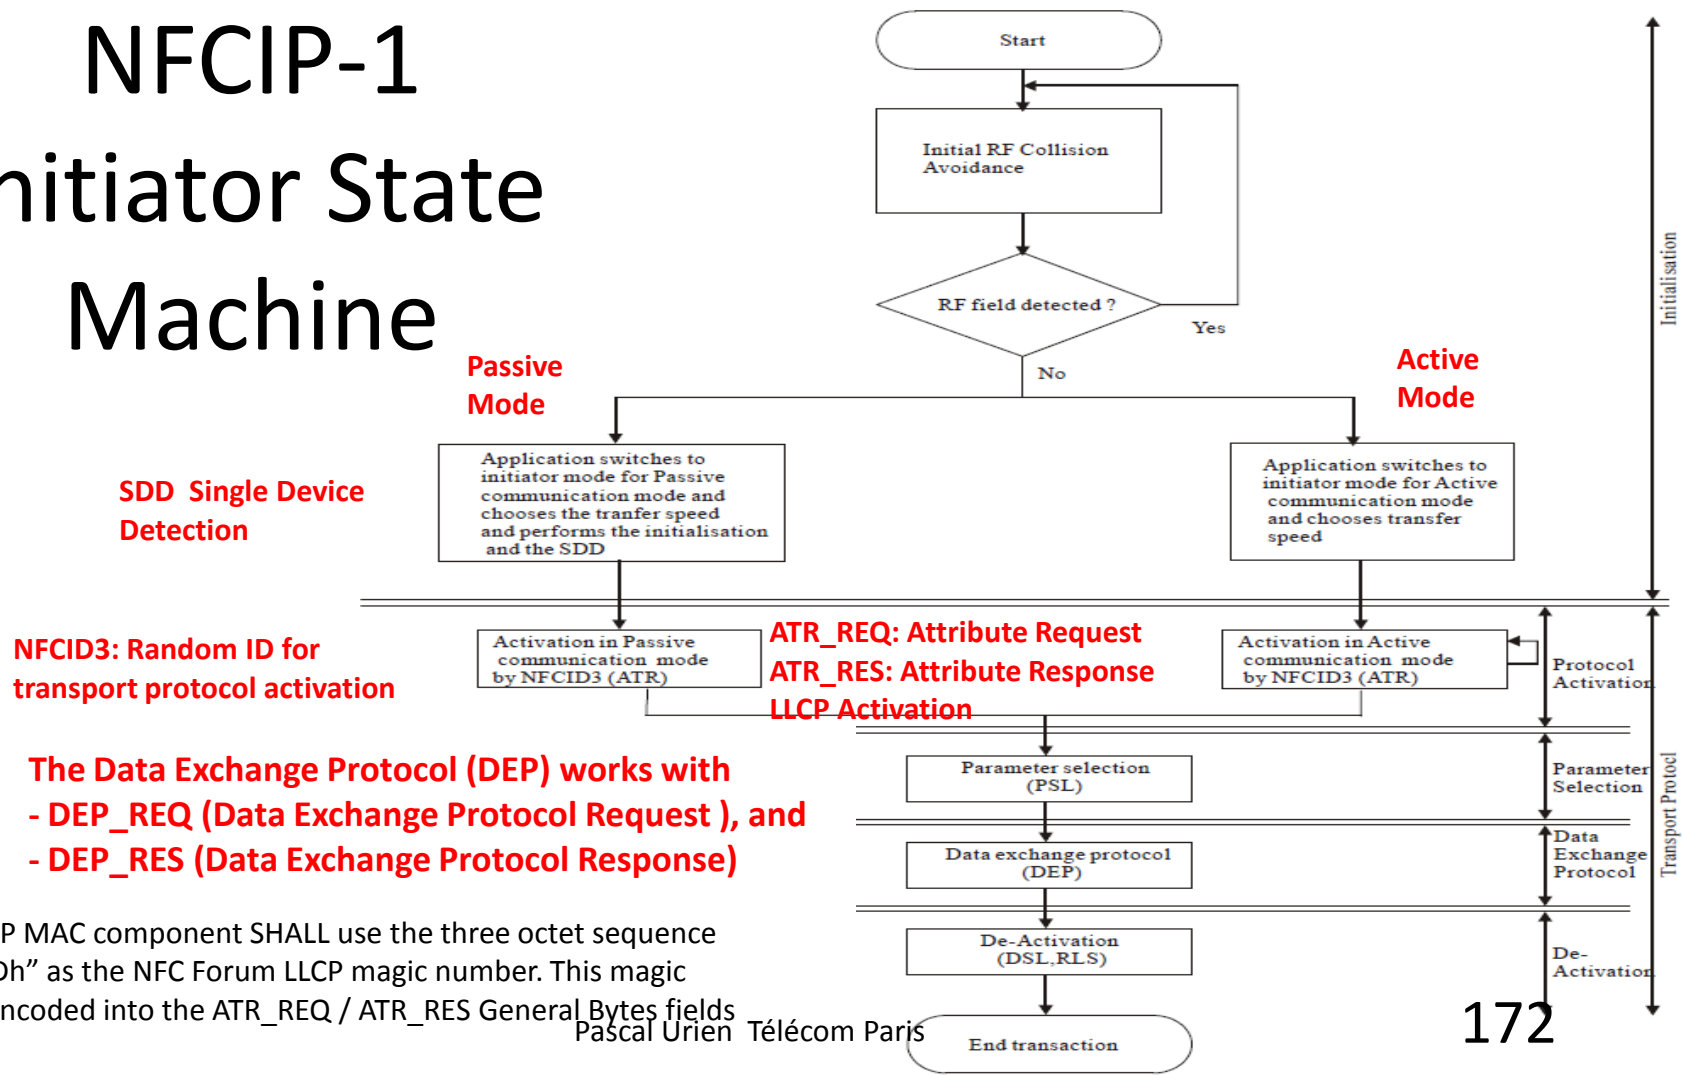 NFCIP-1
nitiator State
Machine
Start
Initial RF Collision
Avoidance
RF field detected ?
Yes
No
Initialisation
Passive
Mode
Active
Mode
SDD Single Device
Detection
Application switches to
initiator mode for Passive
communication mode and
chooses the tranfer speed
and performs the initialisation
and the SDD
Application switches to
initiator mode for Active
communication mode
and chooses transfer
speed
NFCID3: Random ID for
transport protocol activation
Activation in Passive
communication mode
by NFCID3 (ATR)
ATR_REQ: Attribute Request
ATR_RES: Attribute Response
LLCP Activation
Activation in Active
communication mode
by NFCID3 (ATR)
Protocol
Activation
The Data Exchange Protocol (DEP) works with
- DEP_REQ (Data Exchange Protocol Request ), and
- DEP_RES (Data Exchange Protocol Response)
Parameter selection
(PSL)
Parameter
Selection
Transport Protocl
Data exchange protocol
(DEP)
Data
Exchange
Protocol
P MAC component SHALL use the three octet sequence
Dh” as the NFC Forum LLCP magic number. This magic
ncoded into the ATR_REQ / ATR_RES General Bytes fields
De-Activation
(DSL,RLS)
De-
Activation
Pascal Urien Télécom Paris
End transaction
172